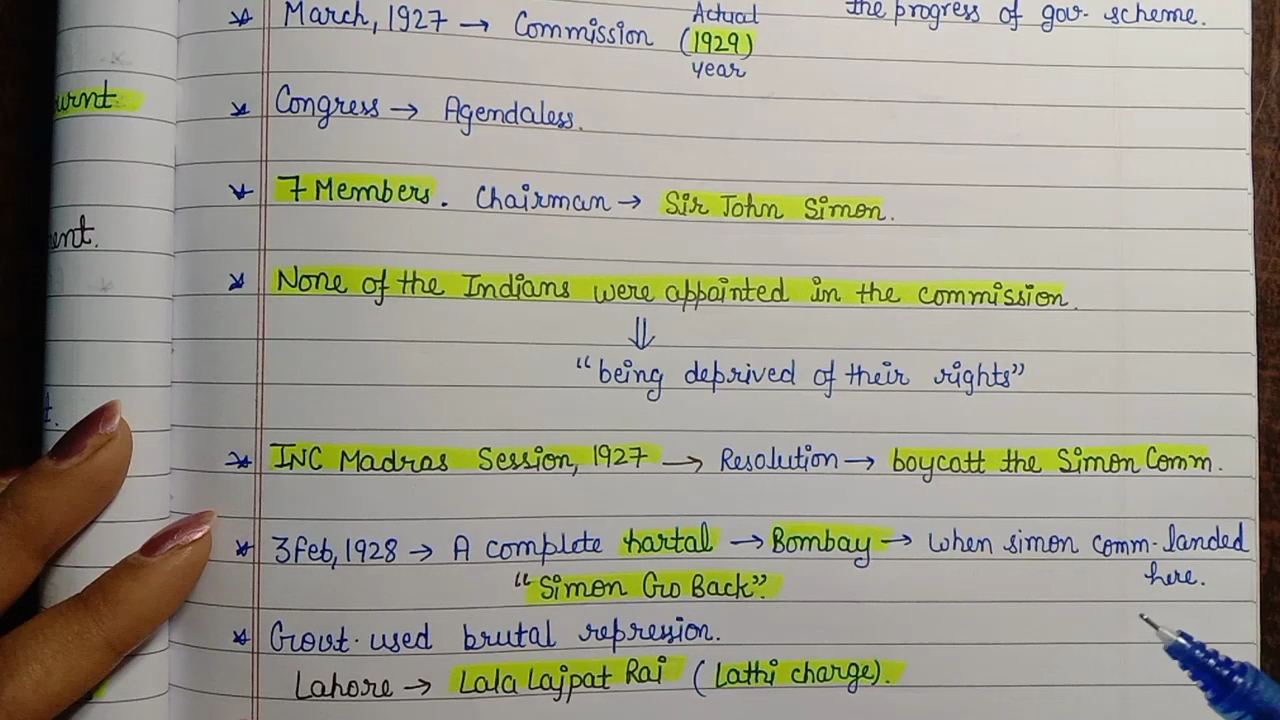 the progress of gov. scheme.
Actual
March, 1927 → Commission (1929)
year
Congress → Agendaless.
7 Members. Chairman → Sir John Simon.
None of the Indians were appointed in the commission.
⇓
"being deprived of their rights"
INC Madras Session, 1927 → Resolution → boycott the Simon Comm.
3 Feb, 1928 → A complete hartal → Bombay → when simon comm. landed
here.
"Simon Go Back".
Govt. used brutal repression.
Lahore → Lala Lajpat Rai (Lathi charge).